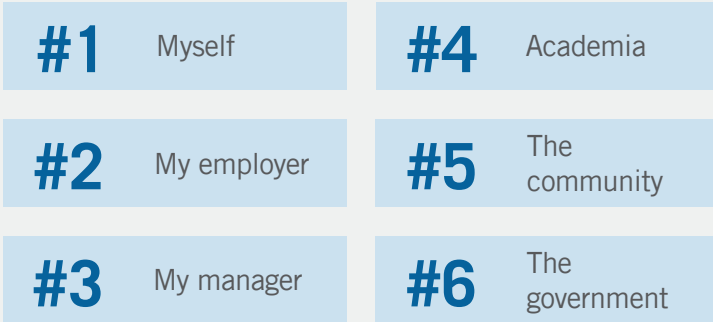 #1 Myself
#2 My employer
#3 My manager
#4 Academia
#5 The
community
#6 The
government